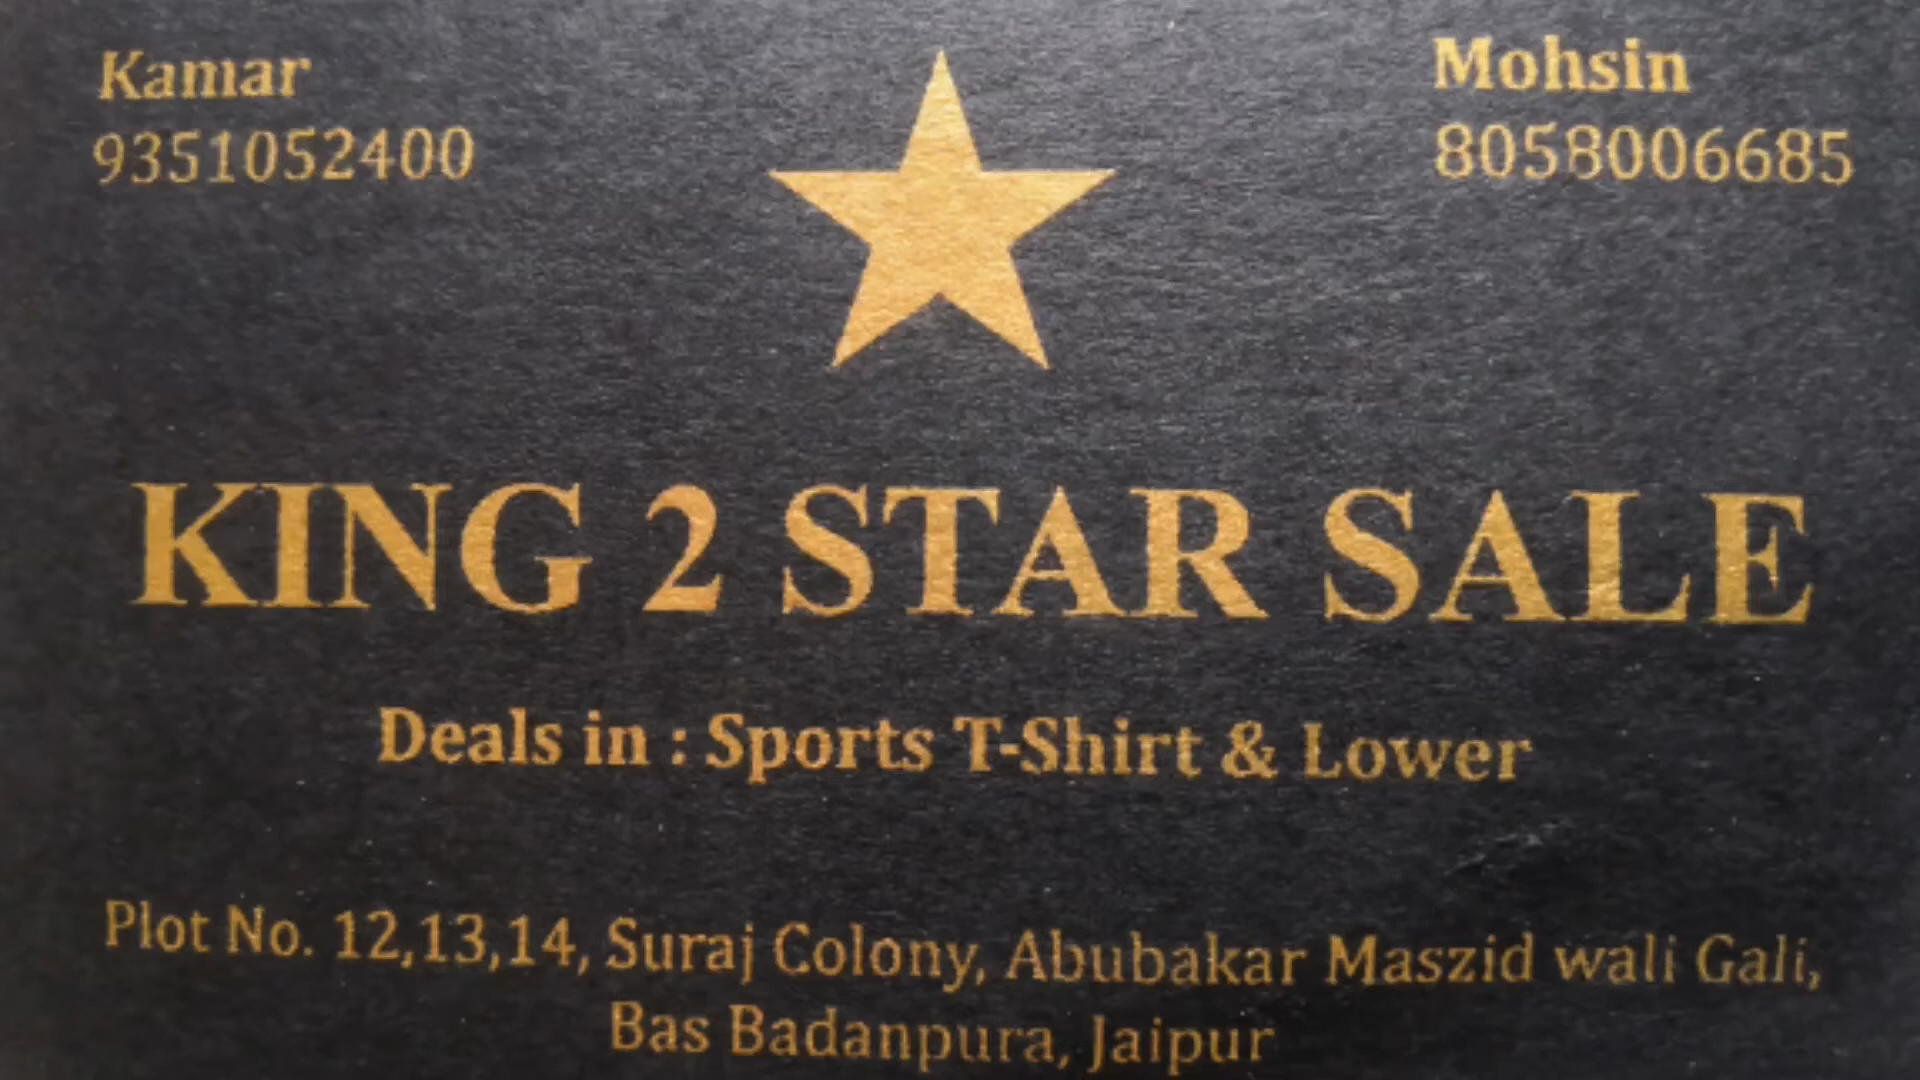 Kamar
9351052400
Mohsin
8058006685
KING 2 STAR SALE
Deals in : Sports T-Shirt & Lower
Plot No. 12,13,14, Suraj Colony, Abubakar Maszid wali Gali,
Bas Badanpura, Jaipur